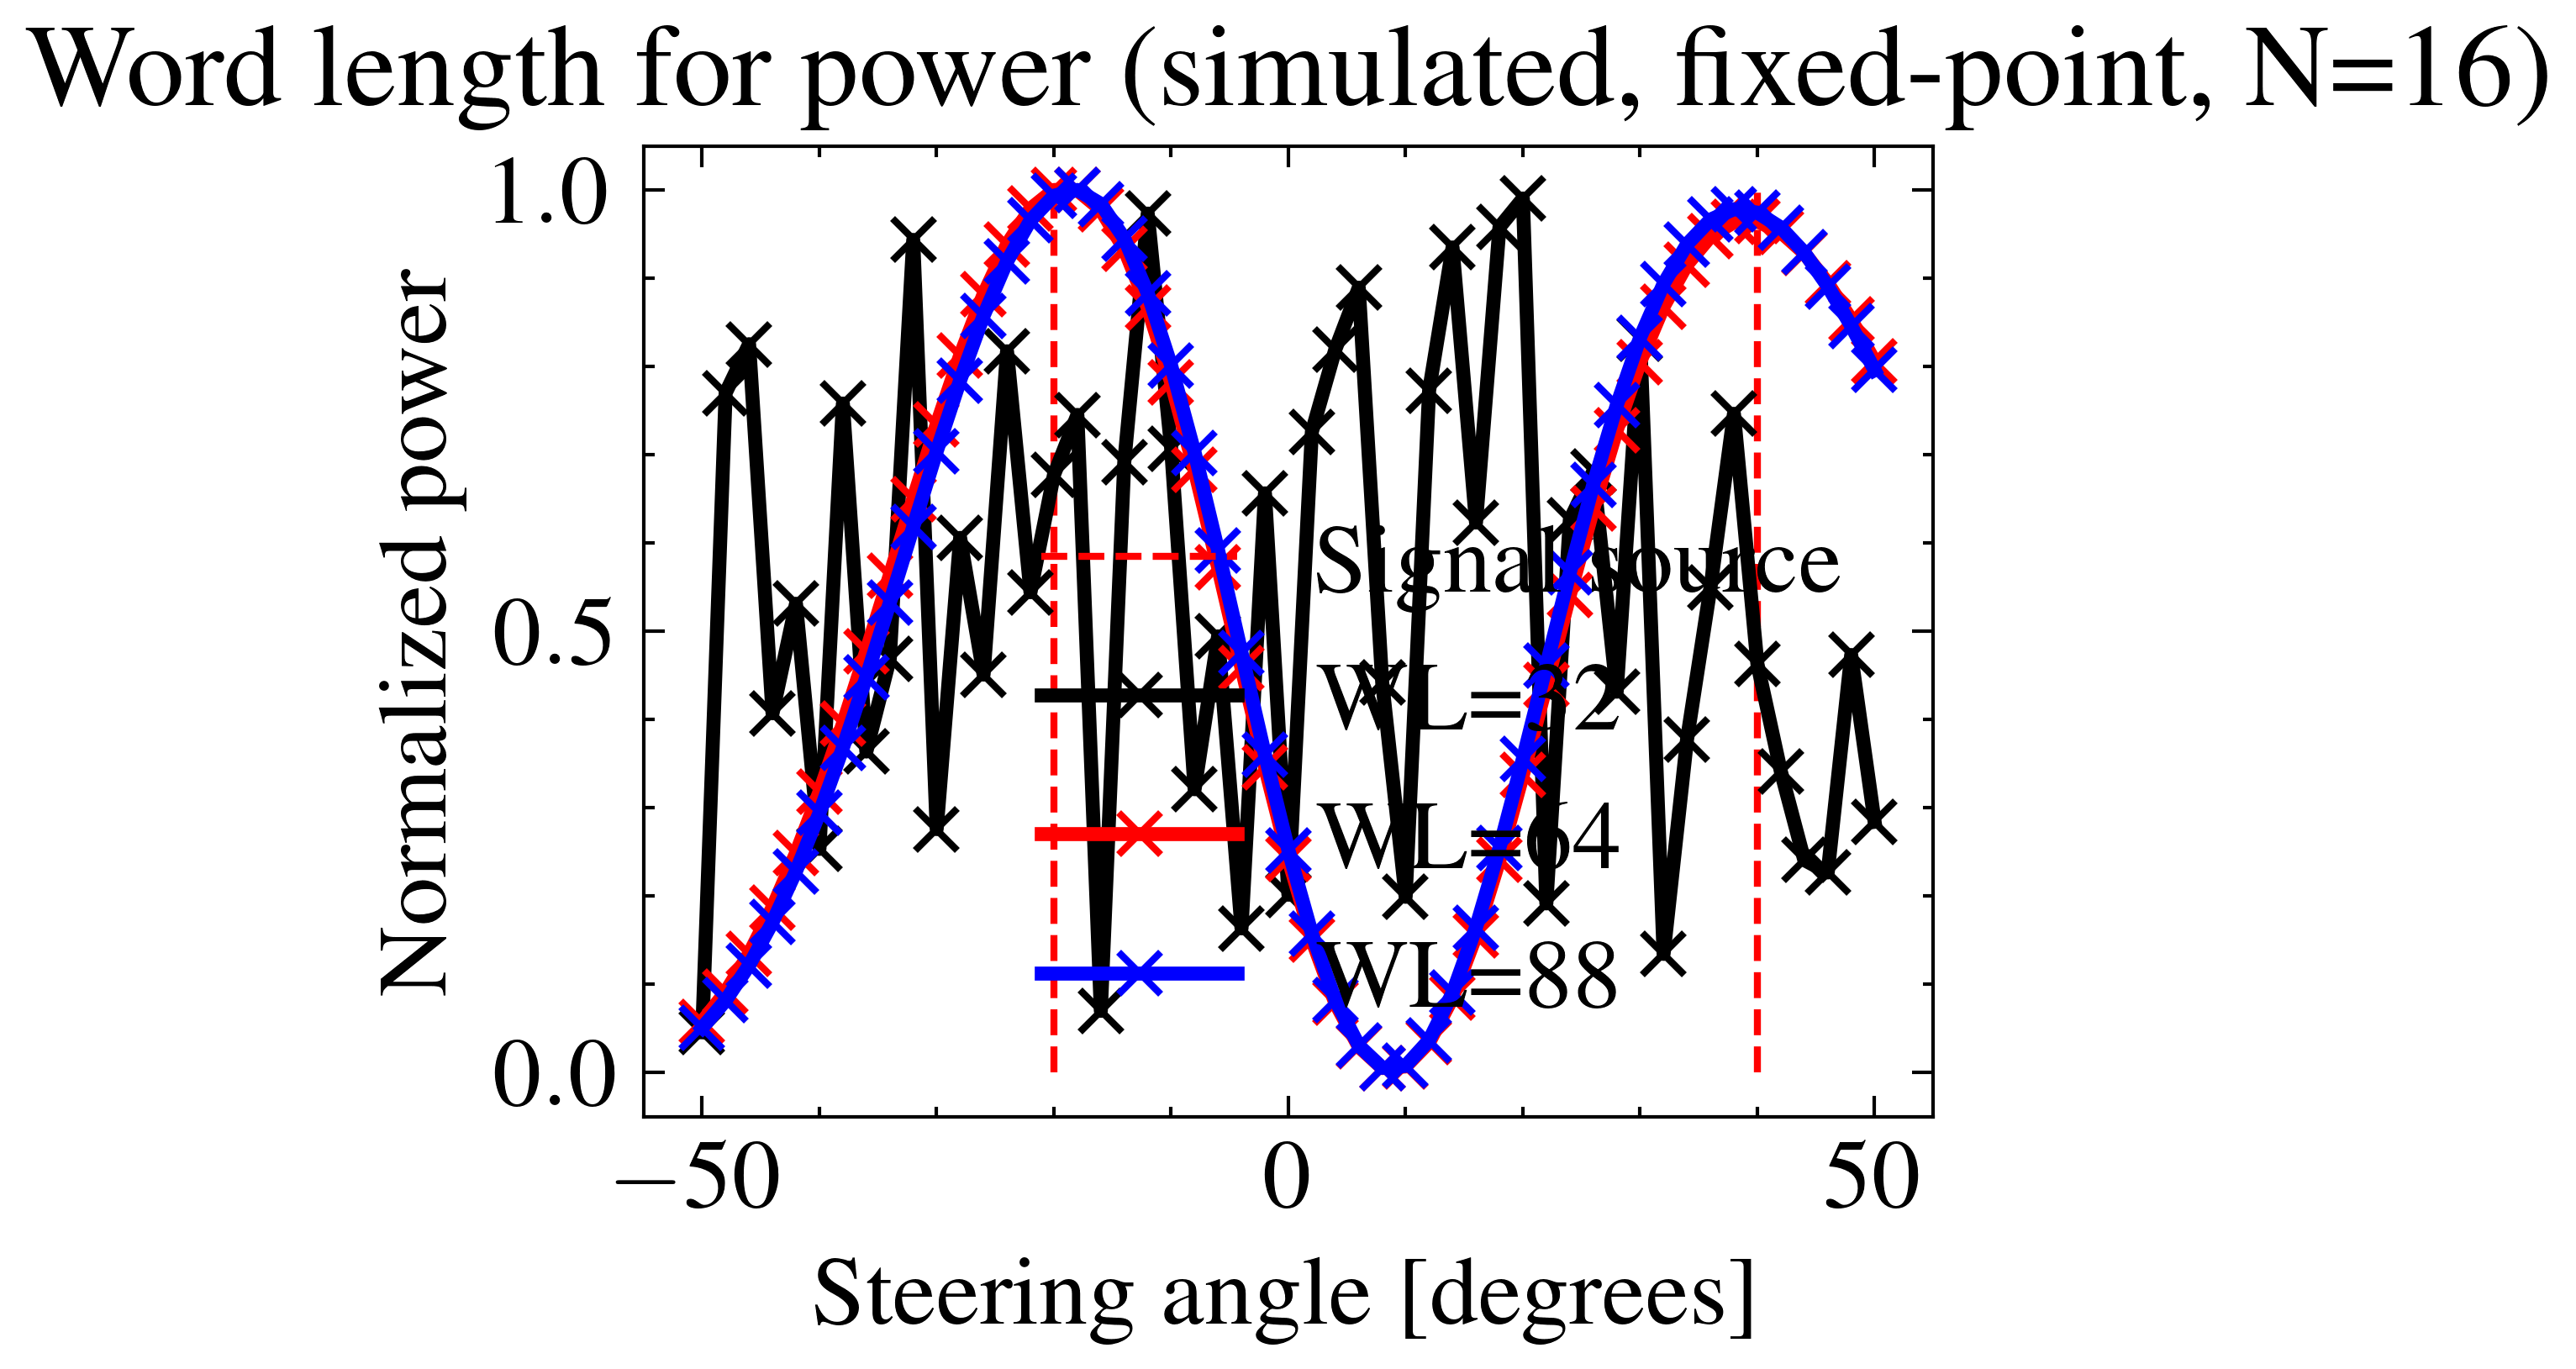 Word length for power (simulated, fixed-point, N=16)
Normalized power
1.0
0.5
0.0
Signal source
WL=32
WL=64
WL=88
−50
0
50
Steering angle [degrees]